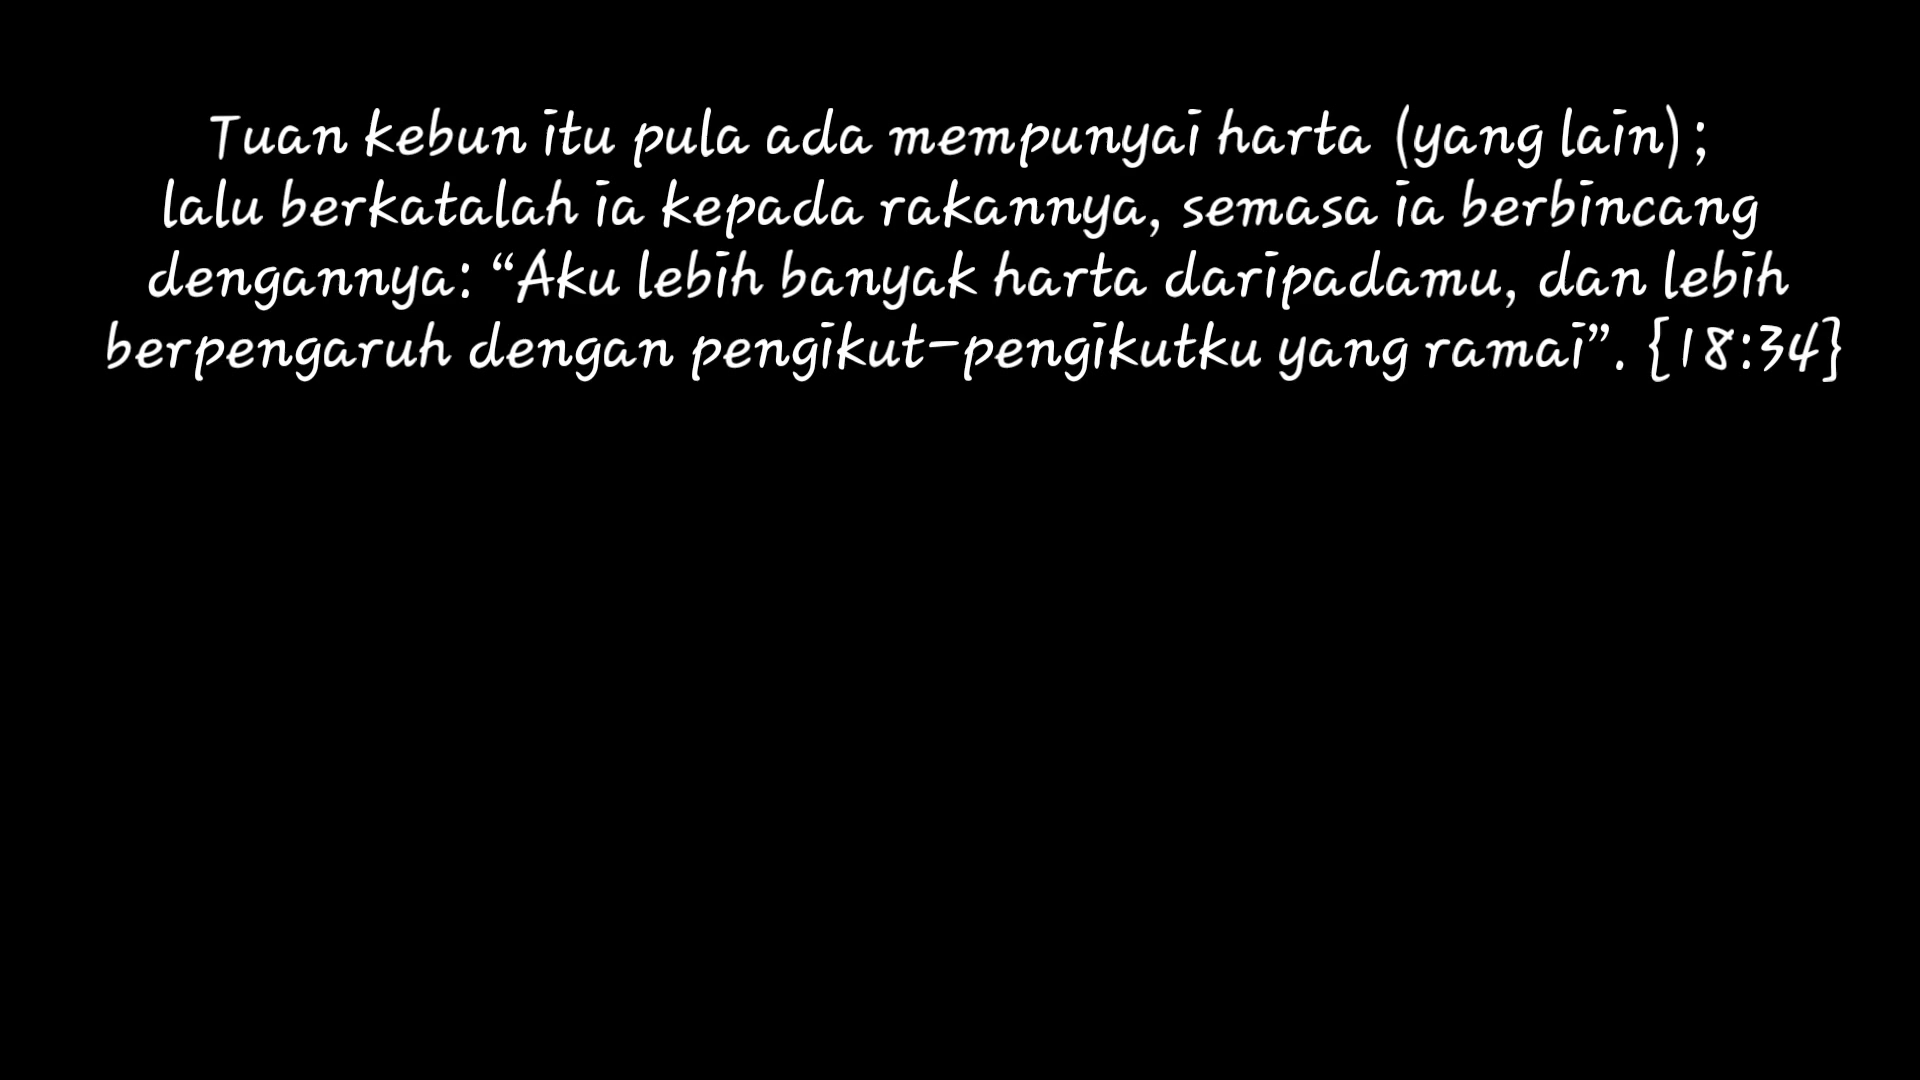 Tuan kebun itu pula ada mempunyai harta (yang lain);
lalu berkatalah ia kepada rakannya, semasa ia berbincang
dengannya: “Aku lebih banyak harta daripadamu, dan lebih
berpengaruh dengan pengikut-pengikutku yang ramai”. {18:34}